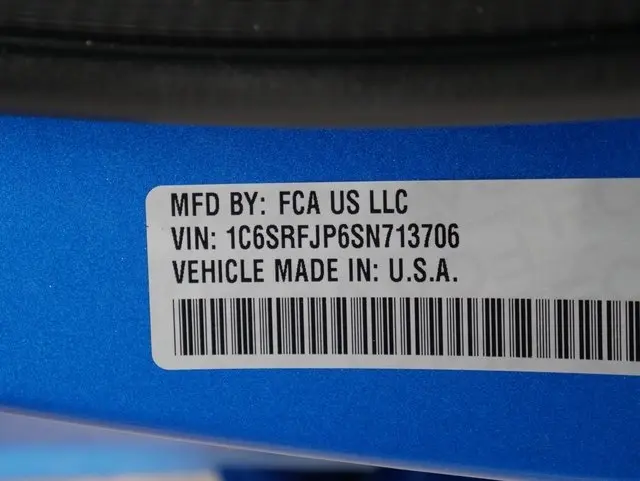 MFD BY: FCA US LLC
VIN: 1C6SRFJP6SN713706
VEHICLE MADE IN: U.S.A.